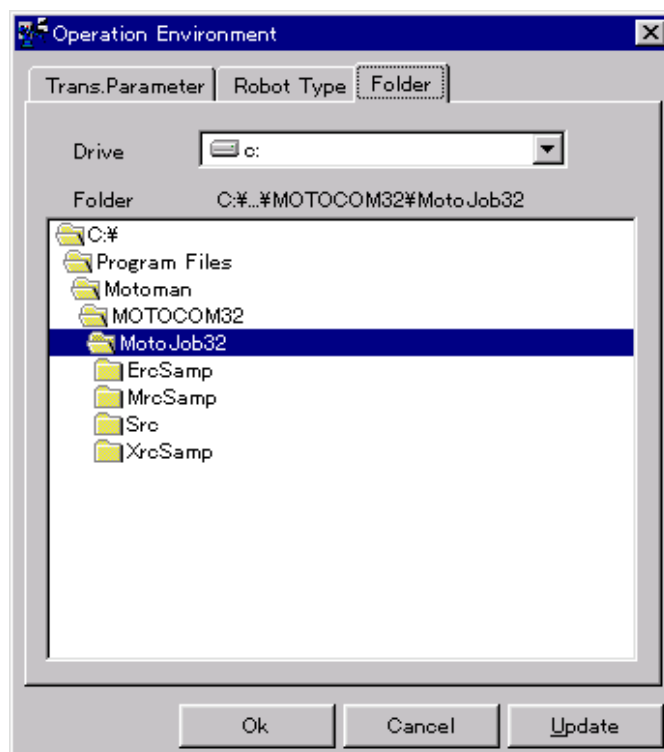 Operation Environment
Trans.Parameter Robot Type Folder
Drive c:
Folder C:¥...¥MOTOCOM32¥MotoJob32
C:¥
Program Files
Motoman
MOTOCOM32
MotoJob32
ErcSamp
MrcSamp
Src
XrcSamp
Ok Cancel Update